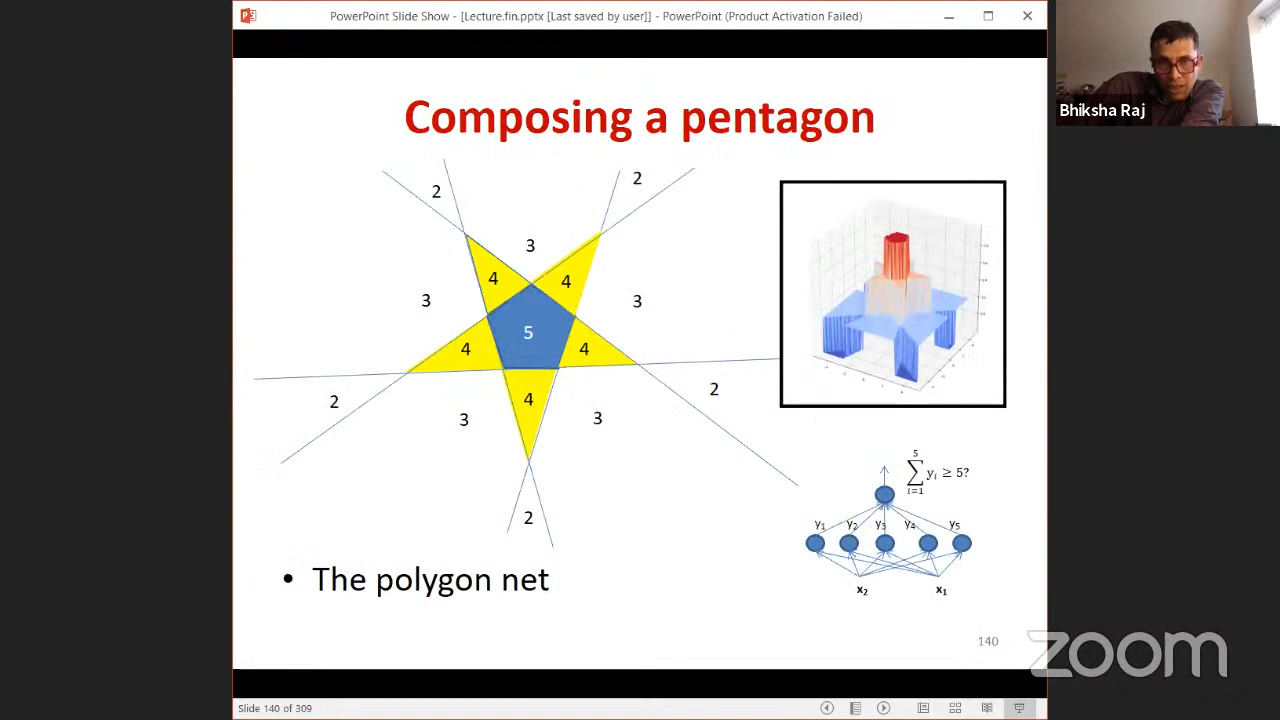 PowerPoint Slide Show - [Lecture.fin.pptx [Last saved by user]] - PowerPoint (Product Activation Failed)
Bhiksha Raj
Composing a pentagon
2
2
3
4
4
3
3
5
4
4
2
2
4
3
3
2
5
∑ yᵢ ≥ 5?
i=1
y₁ y₂ y₃ y₄ y₅
x₂ x₁
• The polygon net
140
zoom
Slide 140 of 309